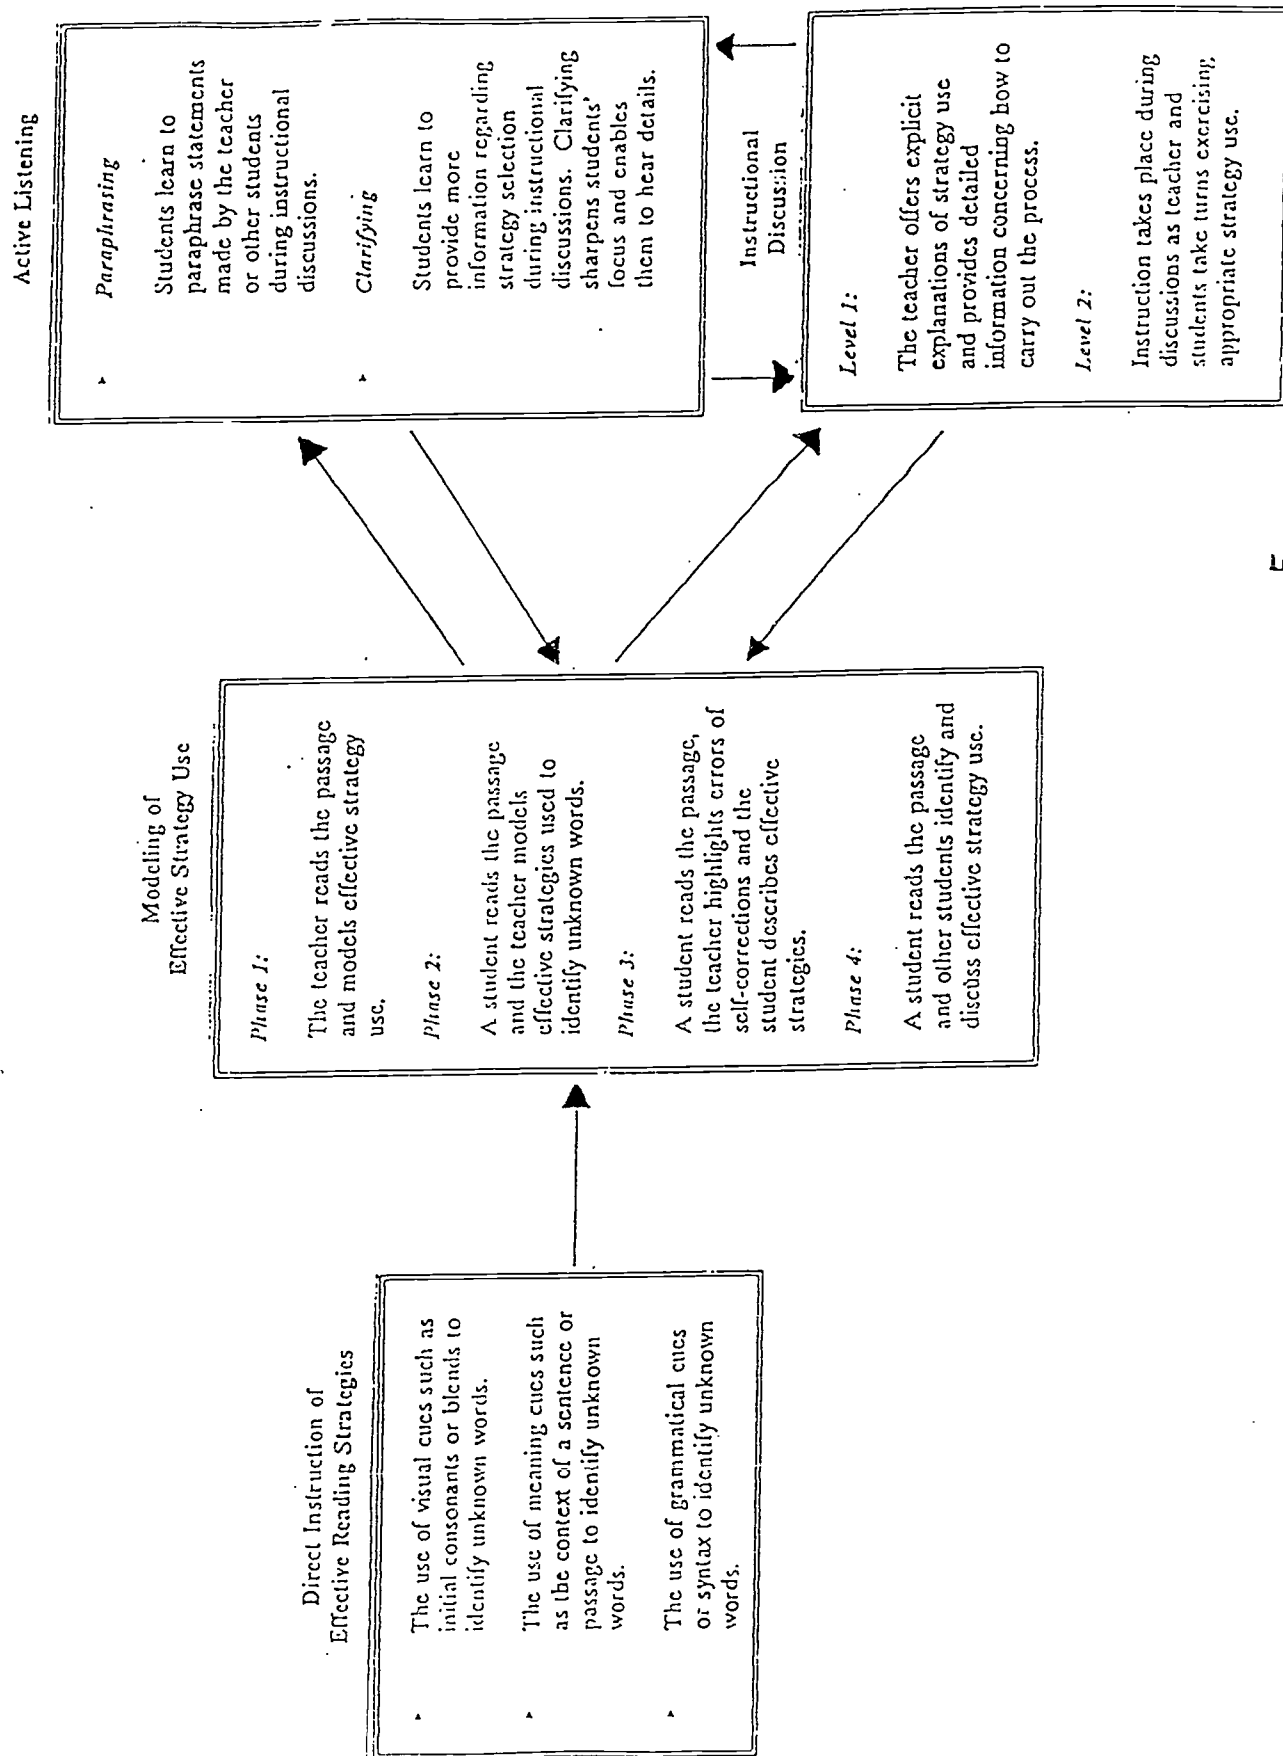 Direct Instruction of
Effective Reading Strategies
The use of visual cues such as
initial consonants or blends to
identify unknown words.
The use of meaning cues such
as the context of a sentence or
passage to identify unknown
words.
The use of grammatical cues
or syntax to identify unknown
words.
Modeling of
Effective Strategy Use
Phase 1:
The teacher reads the passage
and models effective strategy
use.
Phase 2:
A student reads the passage
and the teacher models
effective strategies used to
identify unknown words.
Phase 3:
A student reads the passage,
the teacher highlights errors of
self-corrections and the
student describes effective
strategies.
Phase 4:
A student reads the passage
and other students identify and
discuss effective strategy use.
Active Listening
Paraphrasing
Students learn to
paraphrase statements
made by the teacher
or other students
during instructional
discussions.
Clarifying
Students learn to
provide more
information regarding
strategy selection
during instructional
discussions. Clarifying
sharpens students'
focus and enables
them to hear details.
Instructional
Discussion
Level 1:
The teacher offers explicit
explanations of strategy use
and provides detailed
information concerning how to
carry out the process.
Level 2:
Instruction takes place during
discussions as teacher and
students take turns exercising
appropriate strategy use.